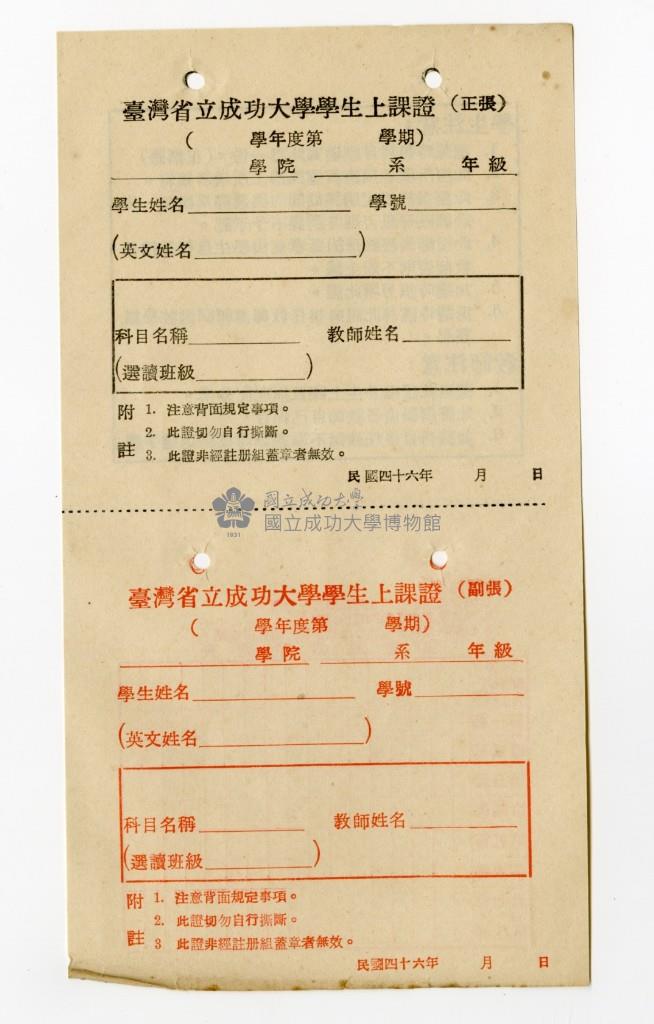 臺灣省立成功大學學生上課證（正張）
（　學年度第　學期）
學院　系　年級
學生姓名　學號
（英文姓名　）
科目名稱　教師姓名
（選讀班級　）
附註
1. 注意背面規定事項。
2. 此證切勿自行撕斷。
3. 此證非經註册組蓋章者無效。
民國四十六年　月　日
國立成功大學
國立成功大學博物館
1931
臺灣省立成功大學學生上課證（副張）
（　學年度第　學期）
學院　系　年級
學生姓名　學號
（英文姓名　）
科目名稱　教師姓名
（選讀班級　）
附註
1. 注意背面規定事項。
2. 此證切勿自行撕斷。
3 此證非經註册組蓋章者無效。
民國四十六年　月　日